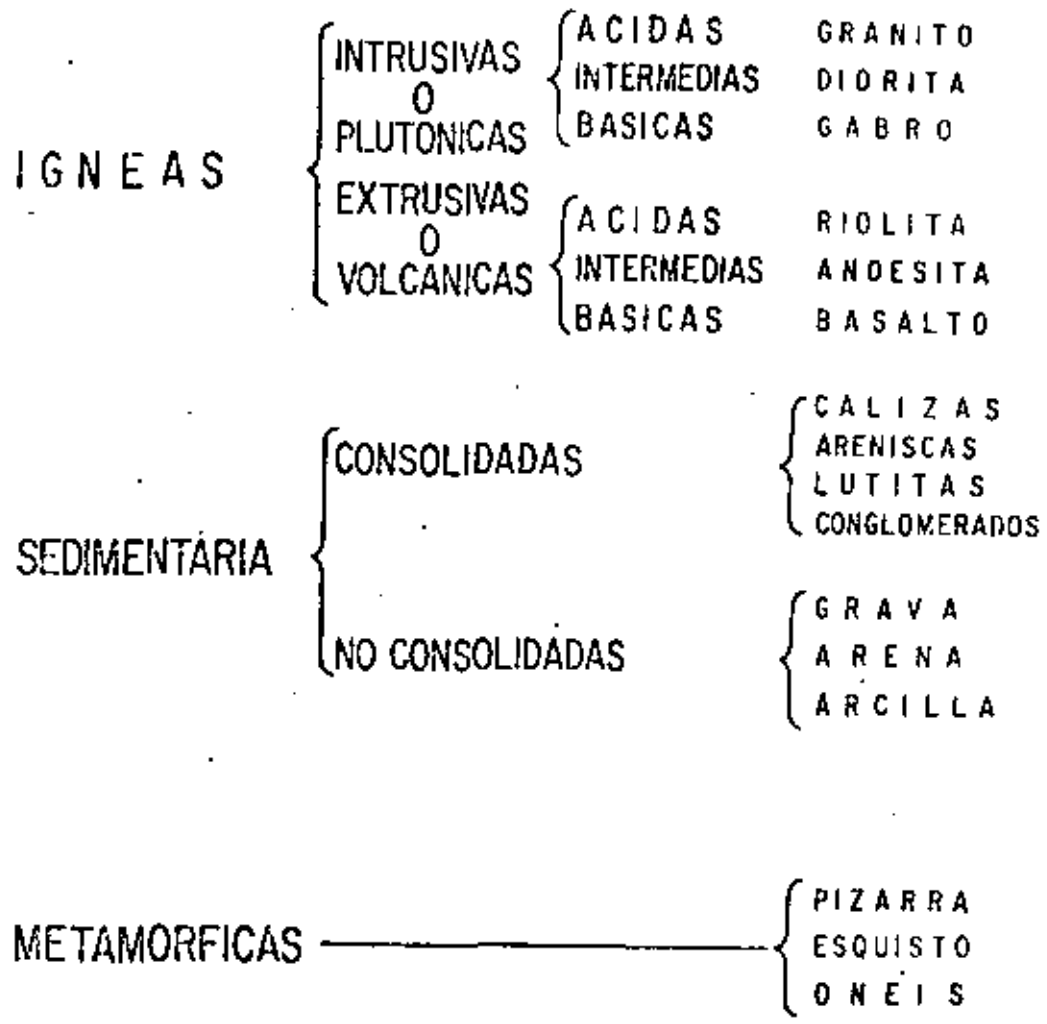 IGNEAS
INTRUSIVAS
O
PLUTONICAS
ACIDAS GRANITO
INTERMEDIAS DIORITA
BASICAS GABRO
EXTRUSIVAS
O
VOLCANICAS
ACIDAS RIOLITA
INTERMEDIAS ANDESITA
BASICAS BASALTO
SEDIMENTARIA
CONSOLIDADAS
CALIZAS
ARENISCAS
LUTITAS
CONGLOMERADOS
NO CONSOLIDADAS
GRAVA
ARENA
ARCILLA
METAMORFICAS
PIZARRA
ESQUISTO
ONEIS